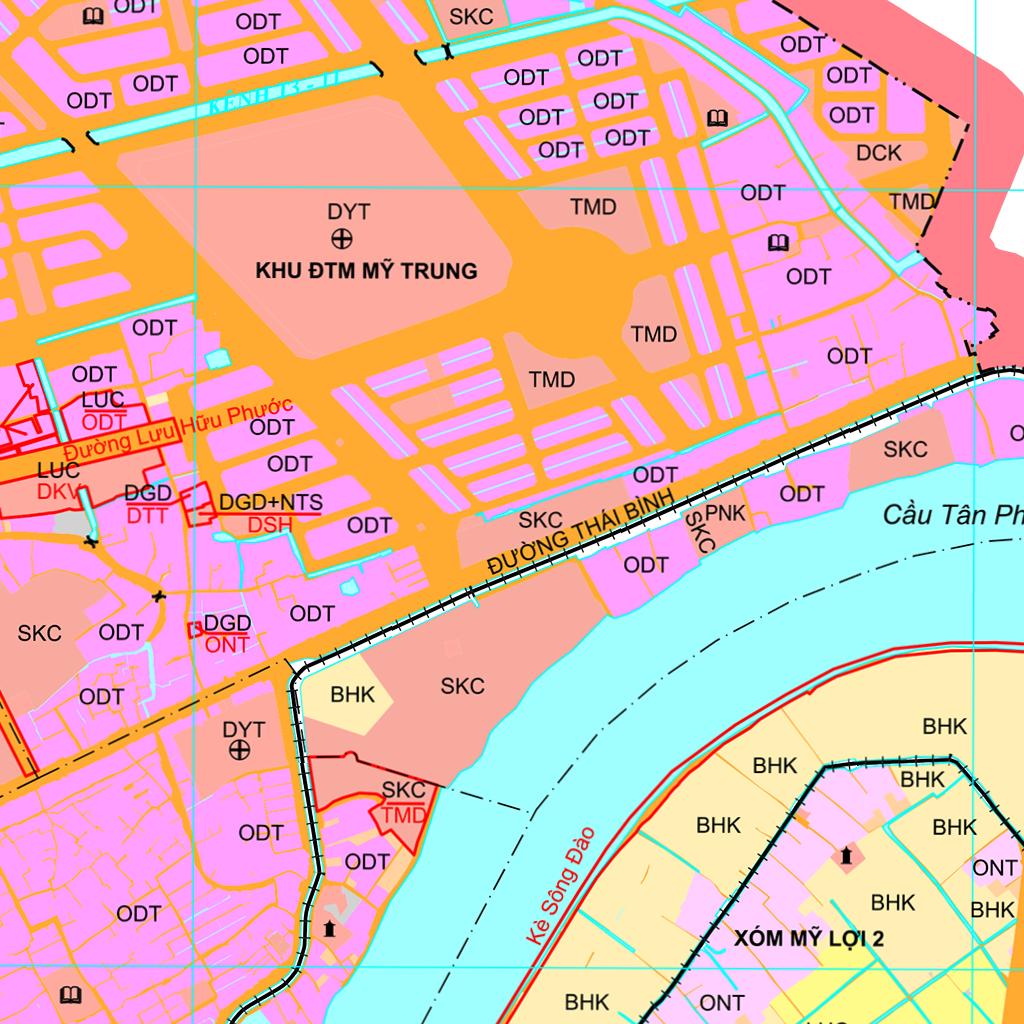 ODT
ODT
SKC
ODT
ODT
ODT
ODT
ODT
ODT
ODT
KÊNH T3 - 11
ODT
ODT
ODT
ODT
ODT
ODT
DCK
ODT
TMD
DYT
TMD
KHU ĐTM MỸ TRUNG
ODT
ODT
TMD
ODT
ODT
TMD
LUC
ODT
Đường Lưu Hữu Phước
ODT
ODT
SKC
LUC
DKV
ODT
DGD
DTT
DGD+NTS
DSH
ODT
ODT
PNK
SKC
SKC
ĐƯỜNG THÁI BÌNH
Cầu Tân Ph
ODT
ODT
SKC
ODT
DGD
ONT
ODT
BHK
SKC
DYT
BHK
BHK
BHK
SKC
TMD
BHK
BHK
ODT
ODT
ONT
Kè Sông Đào
BHK
BHK
ODT
XÓM MỸ LỢI 2
BHK
ONT